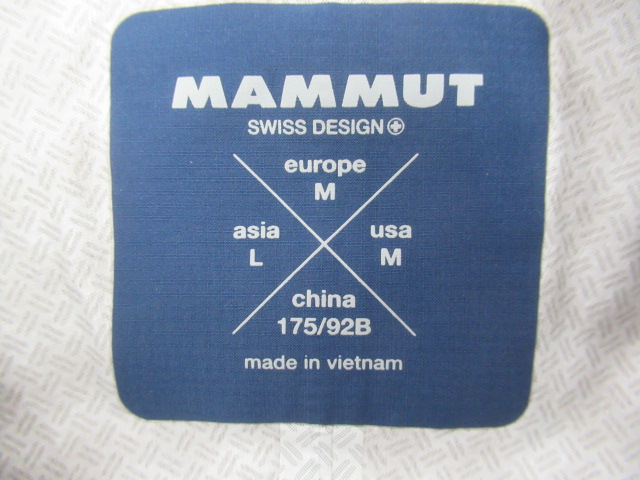 MAMMUT
SWISS DESIGN
europe
M
asia
L
usa
M
china
175/92B
made in vietnam